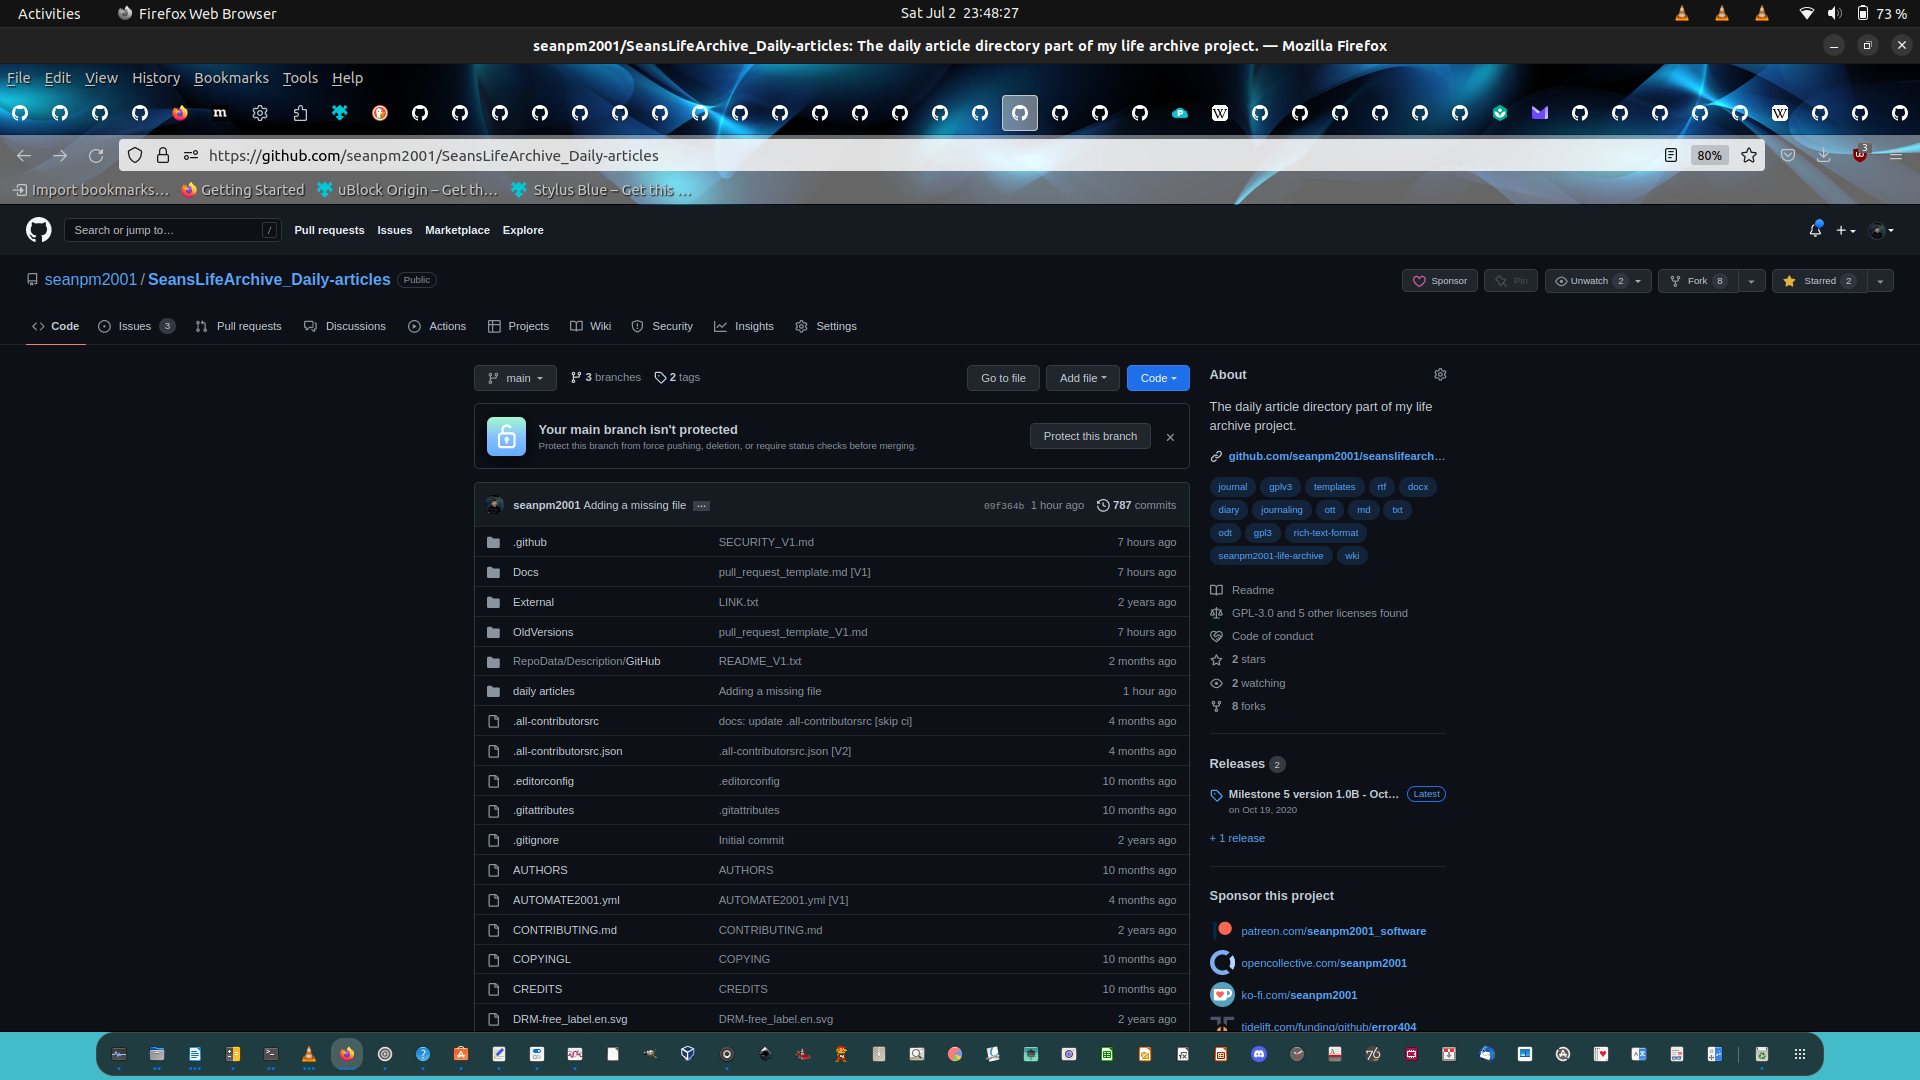 Activities Firefox Web Browser Sat Jul 2 23:48:27 73 %
seanpm2001/SeansLifeArchive_Daily-articles: The daily article directory part of my life archive project. — Mozilla Firefox
File Edit View History Bookmarks Tools Help
https://github.com/seanpm2001/SeansLifeArchive_Daily-articles 80% 3
Import bookmarks… Getting Started uBlock Origin – Get th… Stylus Blue – Get this …
Search or jump to… / Pull requests Issues Marketplace Explore
seanpm2001 / SeansLifeArchive_Daily-articles Public Sponsor Pin Unwatch 2 Fork 8 Starred 2
Code Issues 3 Pull requests Discussions Actions Projects Wiki Security Insights Settings
main 3 branches 2 tags Go to file Add file Code
Your main branch isn't protected
Protect this branch from force pushing, deletion, or require status checks before merging.
Protect this branch
seanpm2001 Adding a missing file … 09f364b 1 hour ago 787 commits
.github SECURITY_V1.md 7 hours ago
Docs pull_request_template.md [V1] 7 hours ago
External LINK.txt 2 years ago
OldVersions pull_request_template_V1.md 7 hours ago
RepoData/Description/GitHub README_V1.txt 2 months ago
daily articles Adding a missing file 1 hour ago
.all-contributorsrc docs: update .all-contributorsrc [skip ci] 4 months ago
.all-contributorsrc.json .all-contributorsrc.json [V2] 4 months ago
.editorconfig .editorconfig 10 months ago
.gitattributes .gitattributes 10 months ago
.gitignore Initial commit 2 years ago
AUTHORS AUTHORS 10 months ago
AUTOMATE2001.yml AUTOMATE2001.yml [V1] 4 months ago
CONTRIBUTING.md CONTRIBUTING.md 2 years ago
COPYINGL COPYING 10 months ago
CREDITS CREDITS 10 months ago
DRM-free_label.en.svg DRM-free_label.en.svg 2 years ago
About
The daily article directory part of my life
archive project.
github.com/seanpm2001/seanslifearch…
journal gplv3 templates rtf docx
diary journaling ott md txt
odt gpl3 rich-text-format
seanpm2001-life-archive wki
Readme
GPL-3.0 and 5 other licenses found
Code of conduct
2 stars
2 watching
8 forks
Releases 2
Milestone 5 version 1.0B - Oct… Latest
on Oct 19, 2020
+ 1 release
Sponsor this project
patreon.com/seanpm2001_software
opencollective.com/seanpm2001
ko-fi.com/seanpm2001
tidelift.com/funding/github/error404